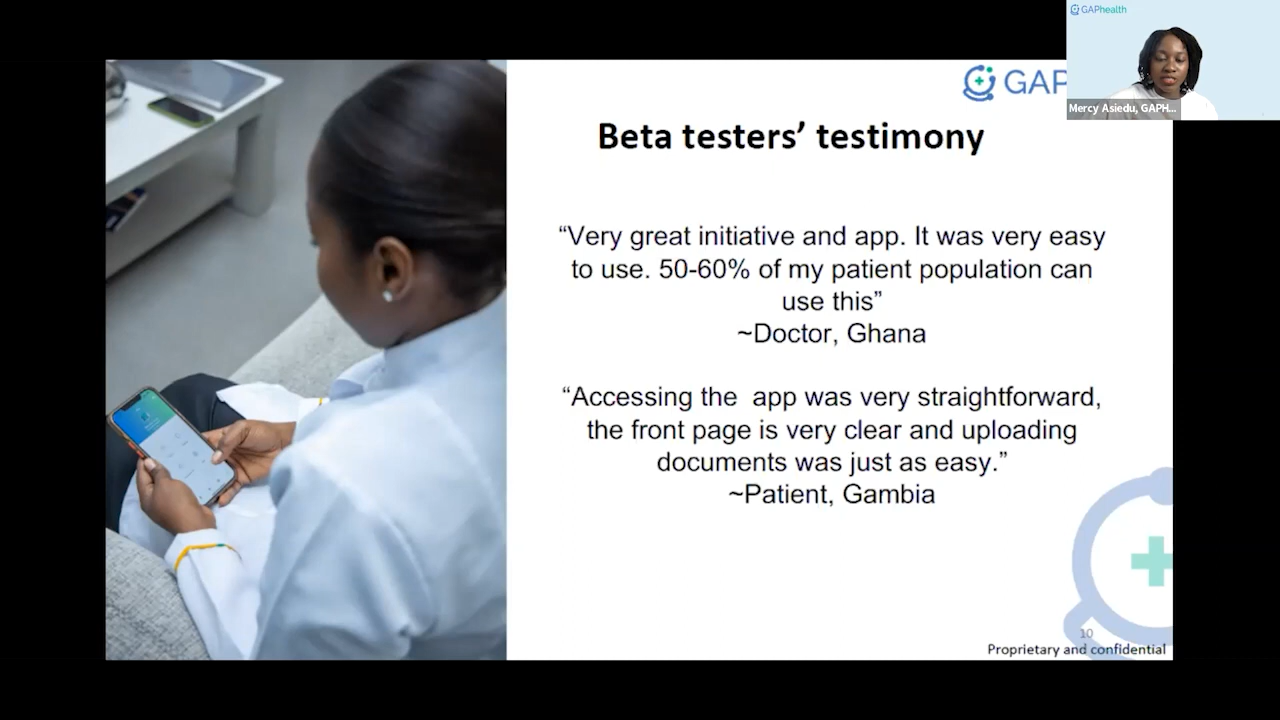 GAPhealth
Mercy Asiedu, GAPH...
GAP
Beta testers’ testimony
“Very great initiative and app. It was very easy
to use. 50-60% of my patient population can
use this”
~Doctor, Ghana
“Accessing the  app was very straightforward,
the front page is very clear and uploading
documents was just as easy.”
~Patient, Gambia
10
Proprietary and confidential